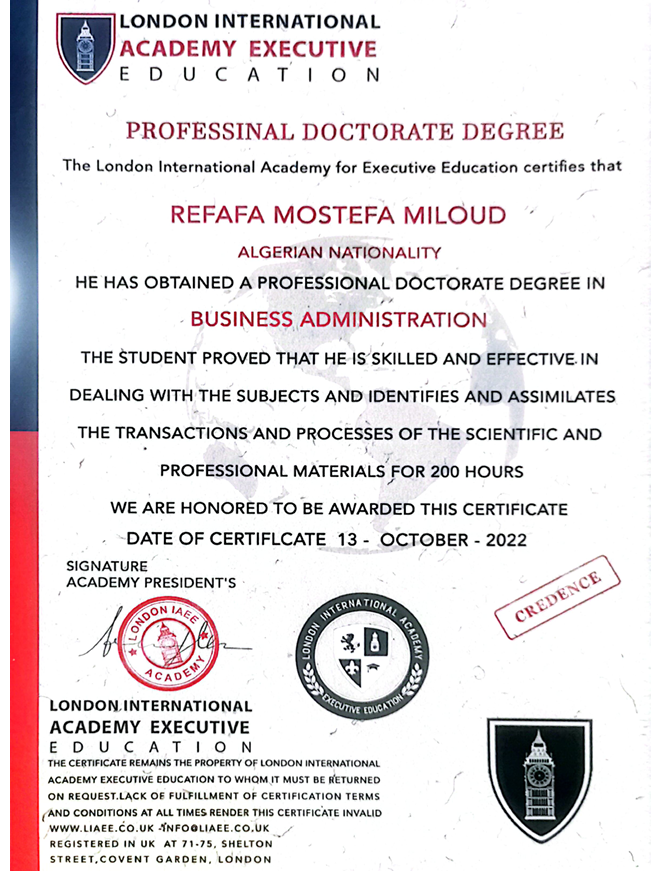 LONDON INTERNATIONAL
ACADEMY EXECUTIVE
EDUCATION
PROFESSINAL DOCTORATE DEGREE
The London International Academy for Executive Education certifies that
REFAFA MOSTEFA MILOUD
ALGERIAN NATIONALITY
HE HAS OBTAINED A PROFESSIONAL DOCTORATE DEGREE IN
BUSINESS ADMINISTRATION
THE STUDENT PROVED THAT HE IS SKILLED AND EFFECTIVE IN
DEALING WITH THE SUBJECTS AND IDENTIFIES AND ASSIMILATES
THE TRANSACTIONS AND PROCESSES OF THE SCIENTIFIC AND
PROFESSIONAL MATERIALS FOR 200 HOURS
WE ARE HONORED TO BE AWARDED THIS CERTIFICATE
DATE OF CERTIFLCATE 13 - OCTOBER - 2022
SIGNATURE
ACADEMY PRESIDENT'S
LONDON IAEE
ACADEMY
LONDON INTERNATIONAL ACADEMY
EXECUTIVE EDUCATION
CREDENCE
LONDON INTERNATIONAL
ACADEMY EXECUTIVE
EDUCATION
THE CERTIFICATE REMAINS THE PROPERTY OF LONDON INTERNATIONAL
ACADEMY EXECUTIVE EDUCATION TO WHOM IT MUST BE RETURNED
ON REQUEST.LACK OF FULFILLMENT OF CERTIFICATION TERMS
AND CONDITIONS AT ALL TIMES RENDER THIS CERTIFICATE INVALID
WWW.LIAEE.CO.UK -INFO@LIAEE.CO.UK
REGISTERED IN UK AT 71-75, SHELTON
STREET,COVENT GARDEN, LONDON